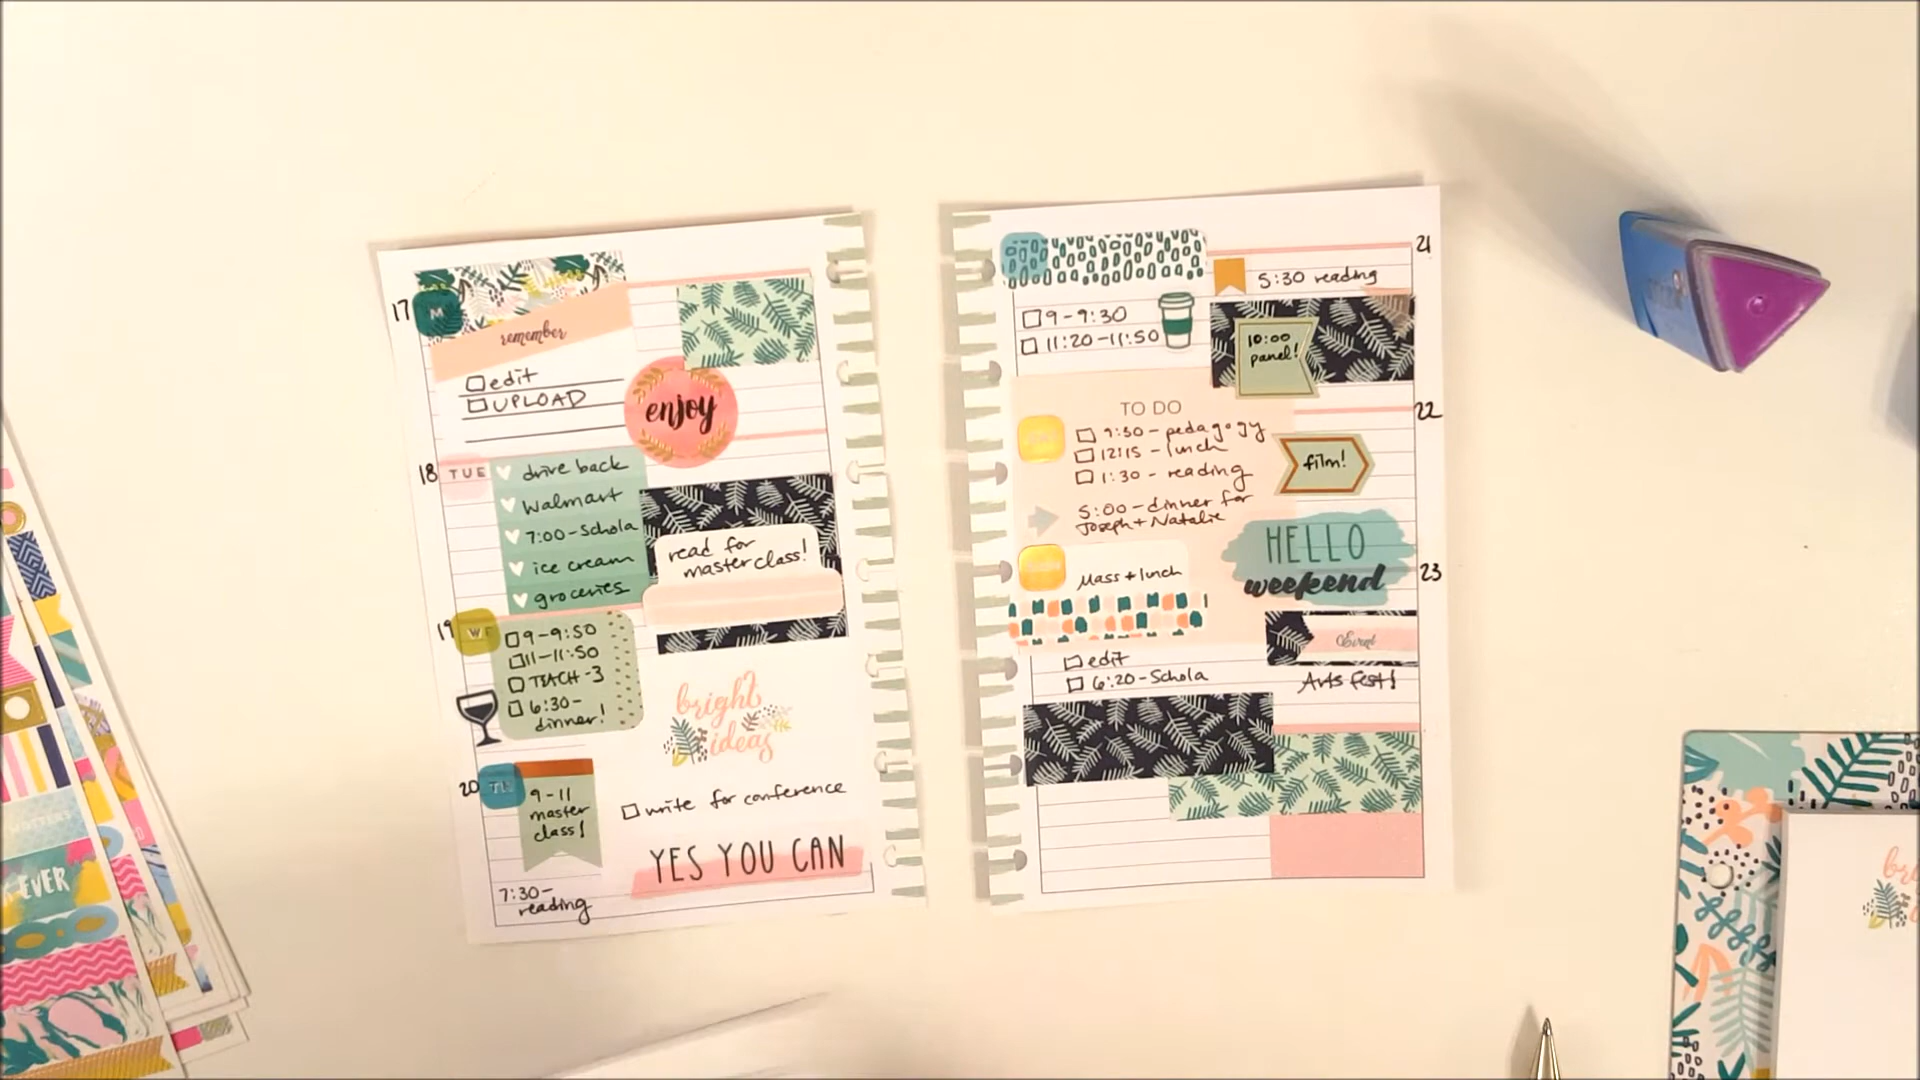 17
M
remember
edit
UPLOAD
enjoy
18
TUE
drive back
Walmart
7:00-Schola
ice cream
groceries
read for
master class!
19
WE
9-9:50
11-11:50
TEACH-3
6:30-
dinner!
bright
ideas
20
9-11
master
class!
write for conference
YES YOU CAN
7:30-
reading
21
5:30 reading
9-9:30
11:20-11:50
10:00
panel!
22
TO DO
9:30-pedagogy
12:15 - lunch
1:30 - reading
film!
5:00-dinner for
Joseph + Natalie
HELLO
weekend
23
Mass + lunch
Event
edit
6:20-Schola
Arts fest!
EVER